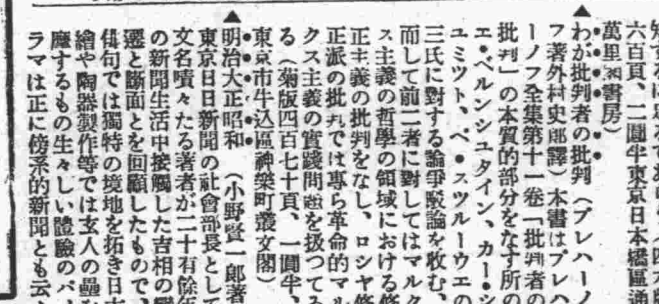 六百頁、二圓半東京日本橋區通
萬里閣書房)
▲わが批判者の批判 (プレハーノ
フ著外村史郎譯) 本書はプレハ
ーノフ全集第十一卷「批判者の
批判」の本質的部分をなす所の
エ・ベルンシュタイン、カー・シ
ユミツト、ペ・スツルーウエの
三氏に對する論爭駁論を收む、
而して前二者に對してはマルク
ス主義の哲學の領域における修
正主義の批判をなし、ロシヤ修
正派の批判では專ら革命的マル
クス主義の實踐問題を扱つてゐ
る (菊版四百七十頁、一圓半、
東京市牛込區神樂町叢文閣)
▲明治大正昭和 (小野賢一郎著
東京日日新聞の社會部長として
文名嘖々たる著者が二十有餘年
の新聞生活中接觸した吉相の變
遷と斷面とを回顧したもので、
俳句では獨特の境地を拓き日本
繪や陶器製作等では玄人の壘を
摩するもの生々しい體驗のパノ
ラマは正に傍系的新聞とも云